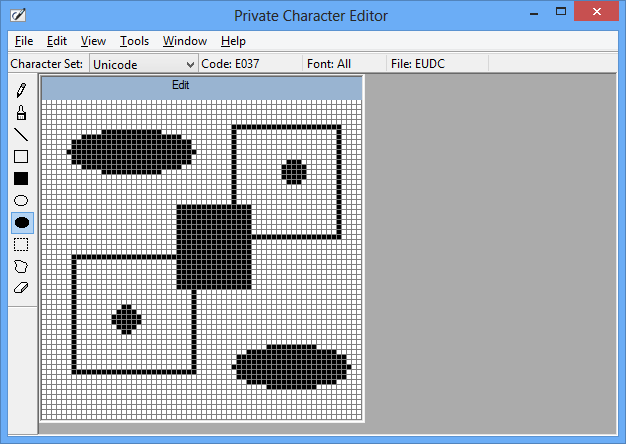 Private Character Editor
File Edit View Tools Window Help
Character Set: Unicode Code: E037 Font: All File: EUDC
Edit